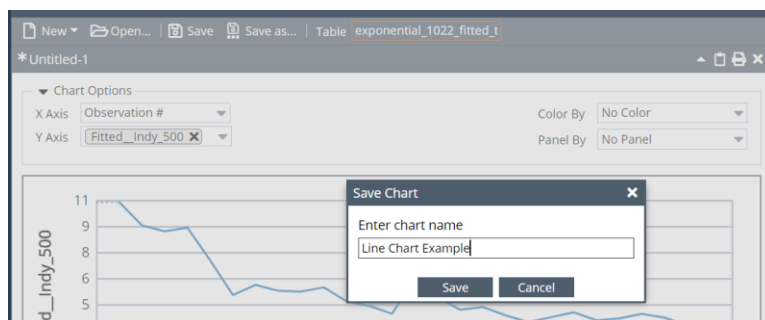 New Open... Save Save as... Table exponential_1022_fitted_t
*Untitled-1
Chart Options
X Axis Observation # Color By No Color
Y Axis Fitted__Indy_500 Panel By No Panel
Save Chart
Enter chart name
Line Chart Example
Save Cancel
11
9
8
6
5
d__Indy_500